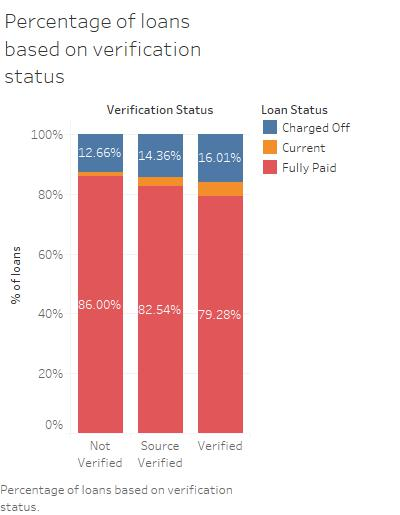 Percentage of loans
based on verification
status
Verification Status
Loan Status
Charged Off
Current
Fully Paid
100%
80%
60%
40%
20%
0%
% of loans
12.66%
14.36%
16.01%
86.00%
82.54%
79.28%
Not
Verified
Source
Verified
Verified
Percentage of loans based on verification
status.